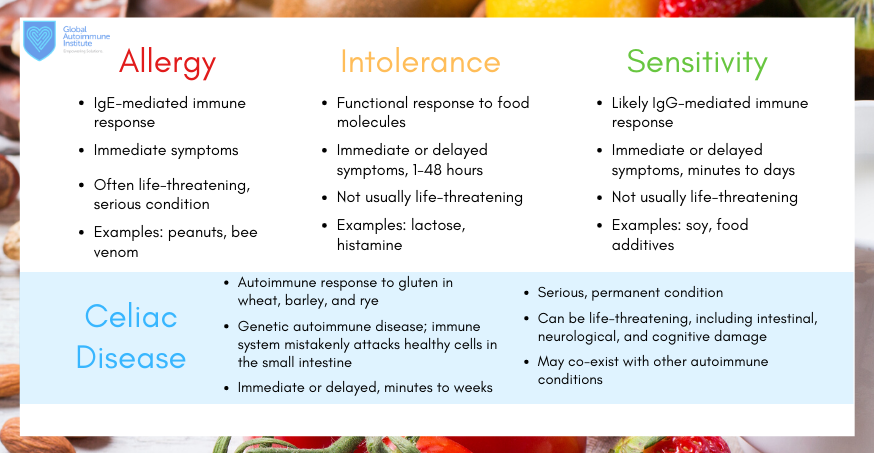 Global
Autoimmune
Institute
Empowering Solutions
Allergy
• IgE-mediated immune
response
• Immediate symptoms
• Often life-threatening,
serious condition
• Examples: peanuts, bee
venom
Intolerance
• Functional response to food
molecules
• Immediate or delayed
symptoms, 1-48 hours
• Not usually life-threatening
• Examples: lactose,
histamine
Sensitivity
• Likely IgG-mediated immune
response
• Immediate or delayed
symptoms, minutes to days
• Not usually life-threatening
• Examples: soy, food
additives
Celiac
Disease
• Autoimmune response to gluten in
wheat, barley, and rye
• Genetic autoimmune disease; immune
system mistakenly attacks healthy cells in
the small intestine
• Immediate or delayed, minutes to weeks
• Serious, permanent condition
• Can be life-threatening, including intestinal,
neurological, and cognitive damage
• May co-exist with other autoimmune
conditions